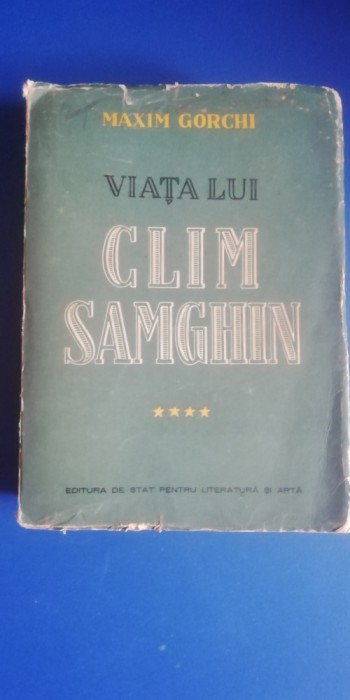 MAXIM GORCHI
VIAȚA LUI
CLIM
SAMGHIN
★★★★
EDITURA DE STAT PENTRU LITERATURĂ ȘI ARTĂ